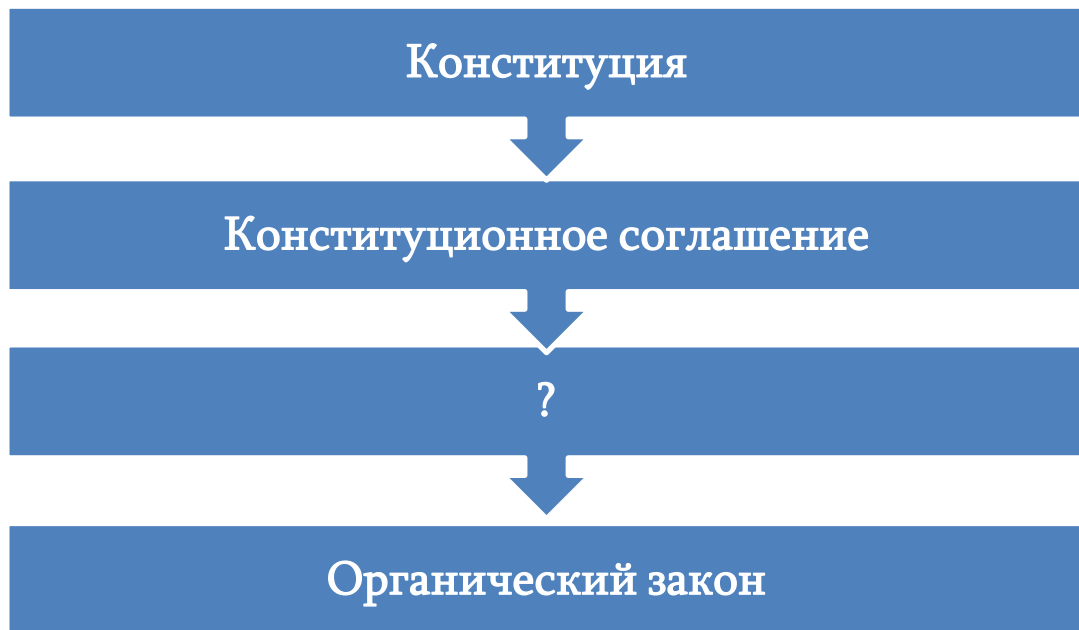 Конституция
Конституционное соглашение
?
Органический закон